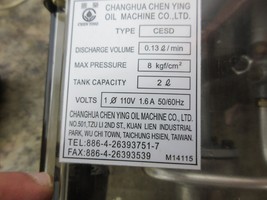 CHANGHUA CHEN YING
OIL MACHINE CO.,LTD.
CHEN YING
TYPE CESD
DISCHARGE VOLUME 0.13 ℓ/min
MAX PRESSURE 8 kgf/cm²
TANK CAPACITY 2 ℓ
VOLTS 1 Ø 110V 1.6A 50/60Hz
CHANGHUA CHEN YING OIL MACHINE CO., LTD.
NO.501,TZU LI 2ND ST., KUAN LIEN INDUSTRIAL
PARK, WU CHI TOWN, TAICHUNG HSIEN, TAIWAN
TEL:886-4-26393751-7
FAX:886-4-26393539
M14115